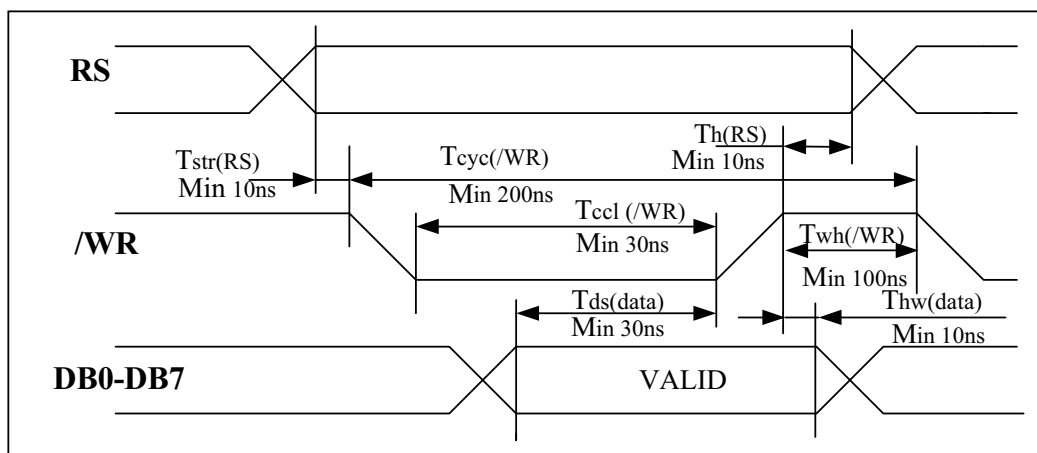 RS
Tstr(RS)
Min 10ns
Tcyc(/WR)
Min 200ns
Th(RS)
Min 10ns
/WR
Tccl (/WR)
Min 30ns
Twh(/WR)
Min 100ns
Tds(data)
Min 30ns
Thw(data)
Min 10ns
DB0-DB7
VALID